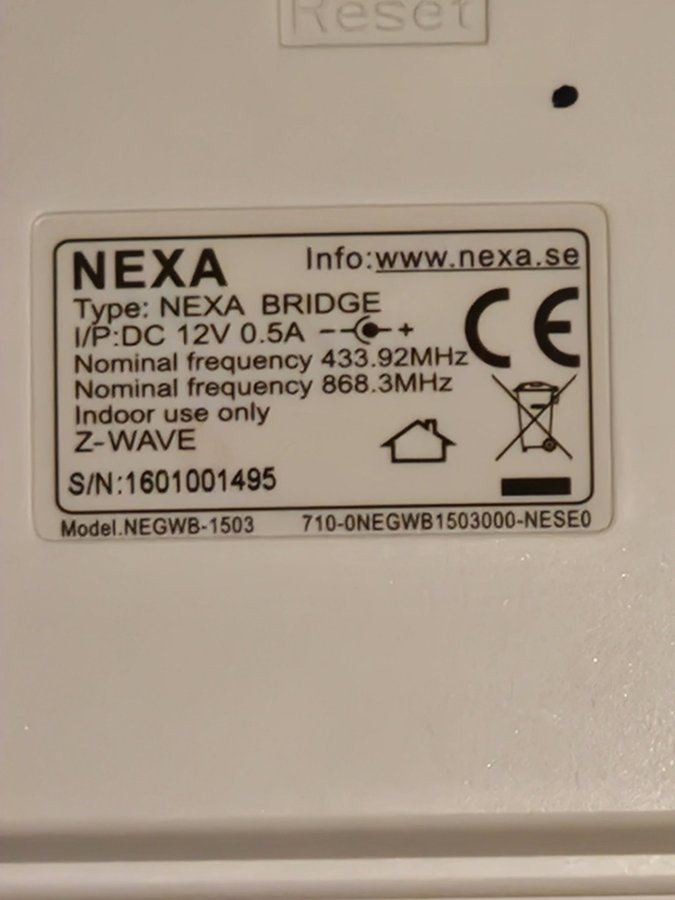 Reset
NEXA Info:www.nexa.se
Type: NEXA BRIDGE
I/P:DC 12V 0.5A
Nominal frequency 433.92MHz
Nominal frequency 868.3MHz
Indoor use only
Z-WAVE
S/N:1601001495
Model.NEGWB-1503 710-0NEGWB1503000-NESE0